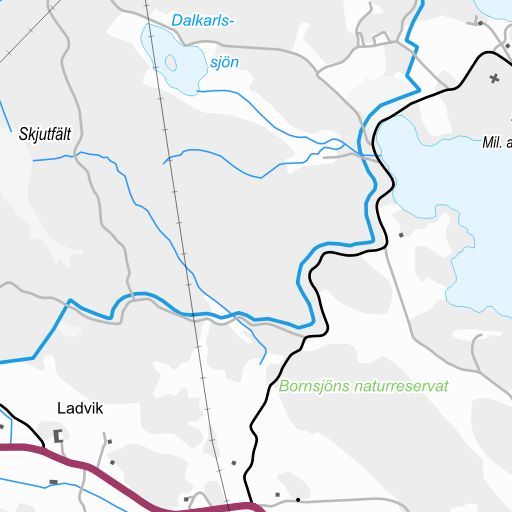 Dalkarls-
sjön
Skjutfält
Mil. a
Bornsjöns naturreservat
Ladvik